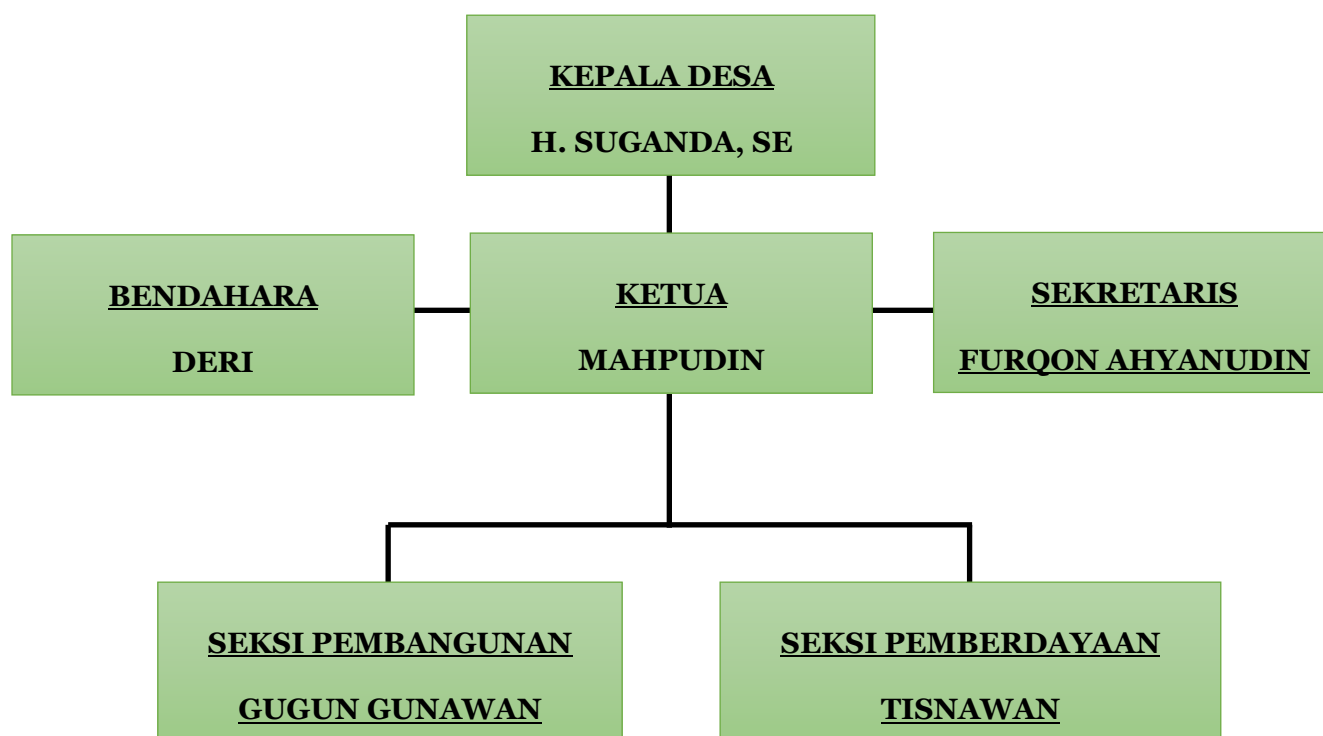 KEPALA DESA
H. SUGANDA, SE
BENDAHARA
DERI
KETUA
MAHPUDIN
SEKRETARIS
FURQON AHYANUDIN
SEKSI PEMBANGUNAN
GUGUN GUNAWAN
SEKSI PEMBERDAYAAN
TISNAWAN